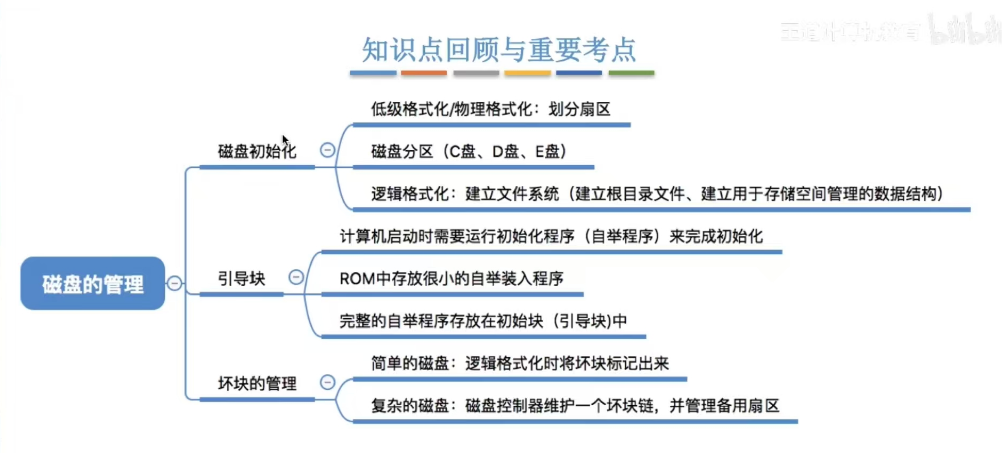 王道计算机教育 bilibili
知识点回顾与重要考点
磁盘的管理
磁盘初始化
低级格式化/物理格式化：划分扇区
磁盘分区（C盘、D盘、E盘）
逻辑格式化：建立文件系统（建立根目录文件、建立用于存储空间管理的数据结构）
引导块
计算机启动时需要运行初始化程序（自举程序）来完成初始化
ROM中存放很小的自举装入程序
完整的自举程序存放在初始块（引导块)中
坏块的管理
简单的磁盘：逻辑格式化时将坏块标记出来
复杂的磁盘：磁盘控制器维护一个坏块链，并管理备用扇区